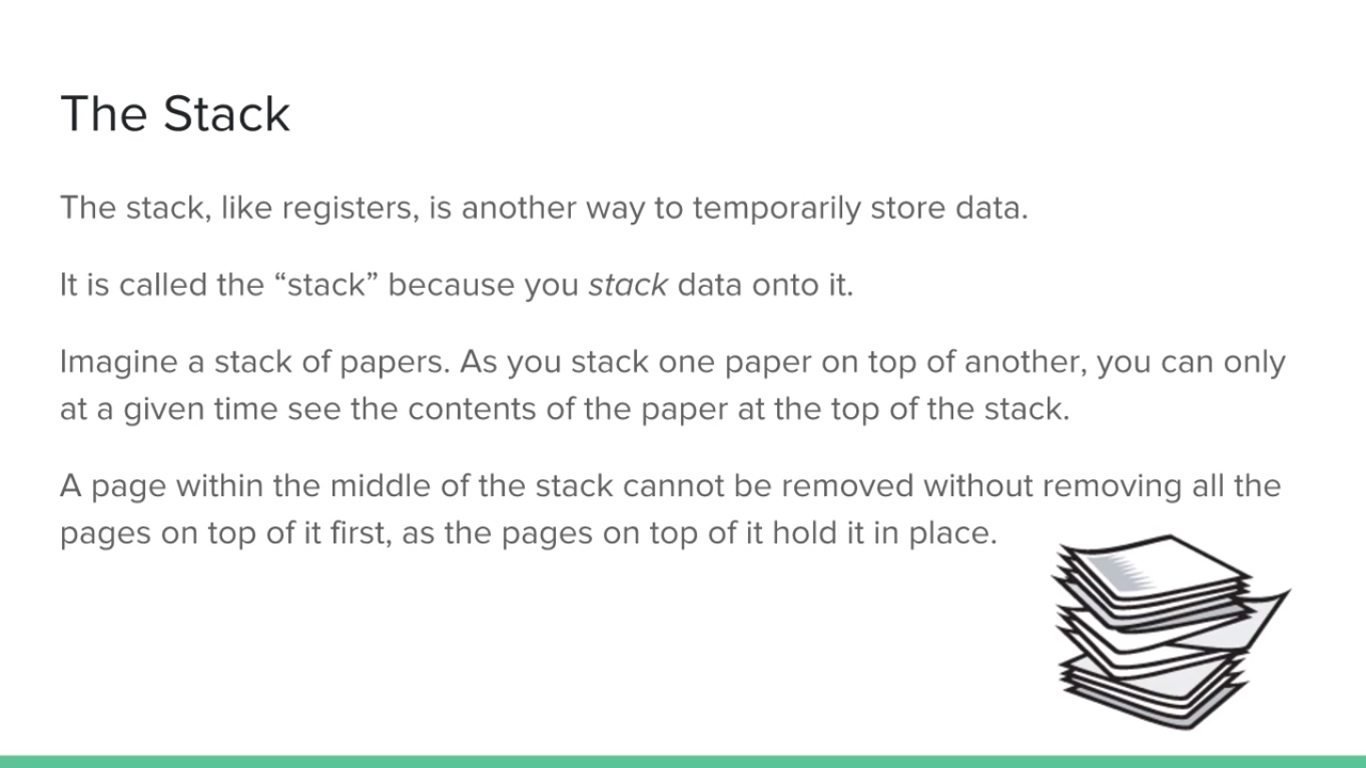 The Stack
The stack, like registers, is another way to temporarily store data.
It is called the “stack” because you stack data onto it.
Imagine a stack of papers. As you stack one paper on top of another, you can only
at a given time see the contents of the paper at the top of the stack.
A page within the middle of the stack cannot be removed without removing all the
pages on top of it first, as the pages on top of it hold it in place.